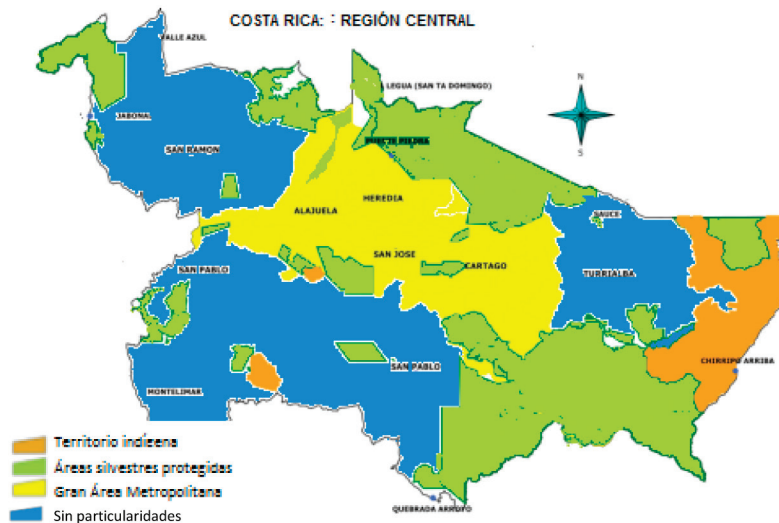 COSTA RICA: : REGIÓN CENTRAL
VALLE AZUL
LEGUA (SAN TA DOMINGO)
N
S
JABONAL
SAN RAMON
HEREDIA
ALAJUELA
SAUCE
SAN JOSE
CARTAGO
SAN PABLO
TURRIALBA
CHIRRIPO ARRIBA
SAN PABLO
MONTELIMAR
Territorio indíeena
Áreas silvestres protegidas
Gran Área Metropolitana
Sin particularidades
QUEBRADA ARROYO